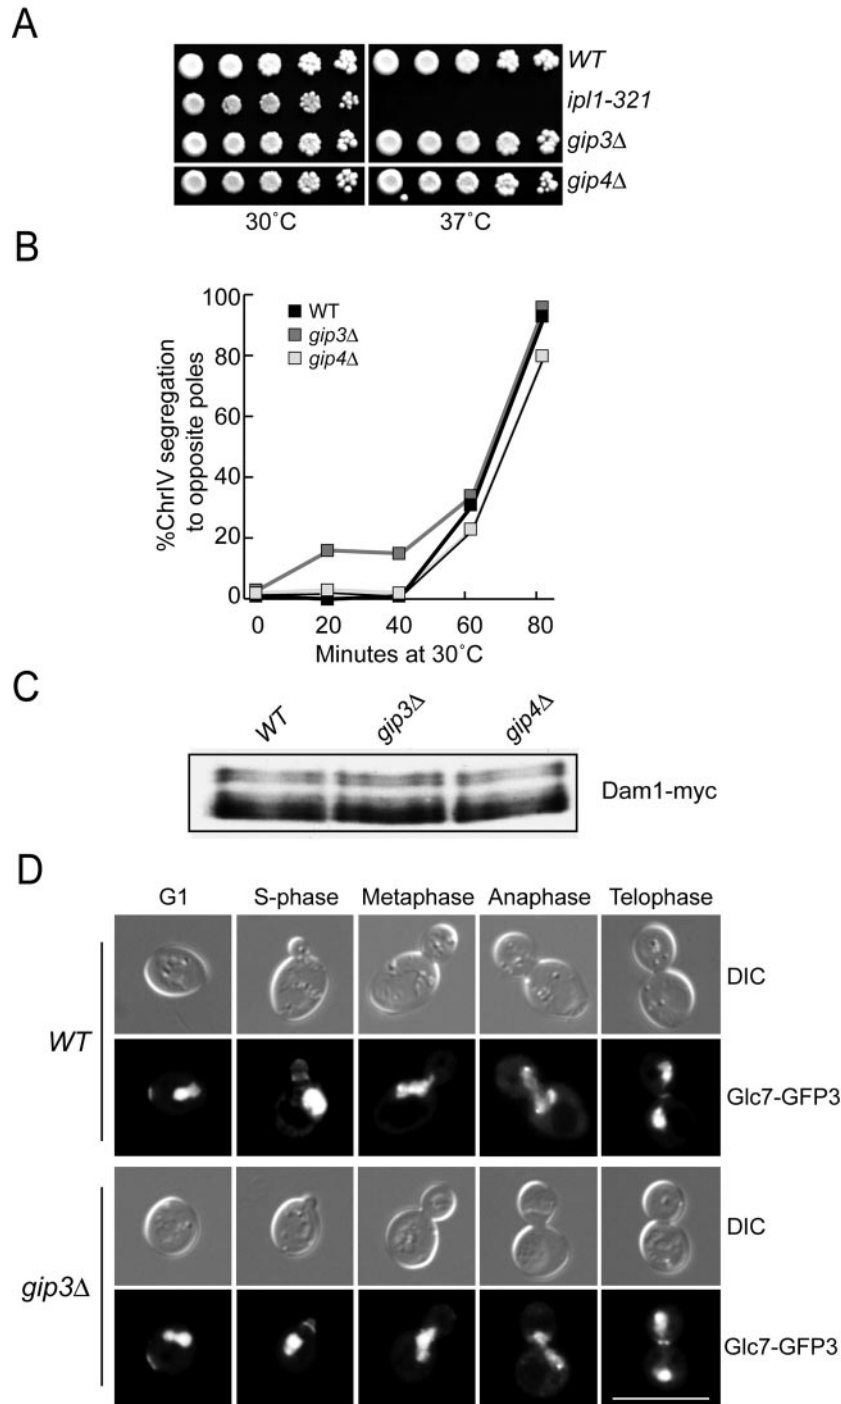 A
WT
ipl1-321
gip3Δ
gip4Δ
30˚C 37˚C
B
100
80
60
40
20
0
%ChrIV segregation
to opposite poles
WT
gip3Δ
gip4Δ
0 20 40 60 80
Minutes at 30˚C
C
WT gip3Δ gip4Δ
Dam1-myc
D
G1 S-phase Metaphase Anaphase Telophase
WT
DIC
Glc7-GFP3
gip3Δ
DIC
Glc7-GFP3